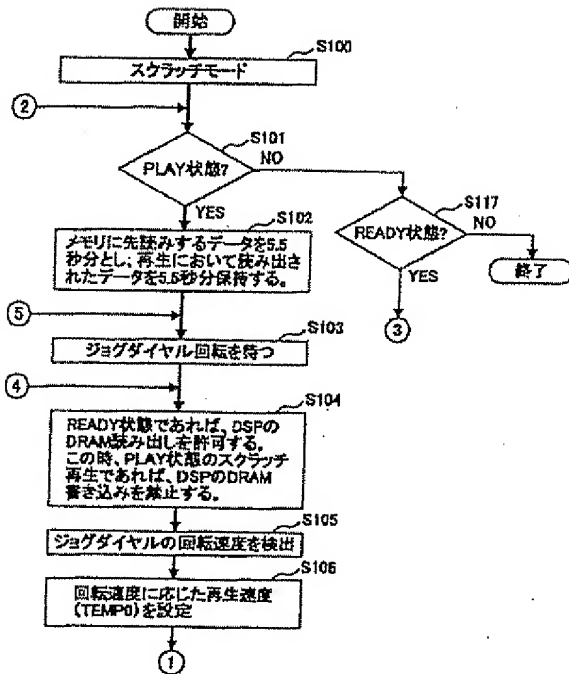 開始
S100
スクラッチモード
②
S101
PLAY状態?
NO
YES
S117
READY状態?
NO
YES
終了
③
S102
メモリに先読みするデータを5.5
秒分とし、再生において読み出さ
れたデータを5.5秒分保持する。
⑤
S103
ジョグダイヤル回転を待つ
④
S104
READY状態であれば、DSPの
DRAM読み出しを許可する。
この時、PLAY状態のスクラッチ
再生であれば、DSPのDRAM
書き込みを禁止する。
S105
ジョグダイヤルの回転速度を検出
S106
回転速度に応じた再生速度
(TEMPO)を設定
①